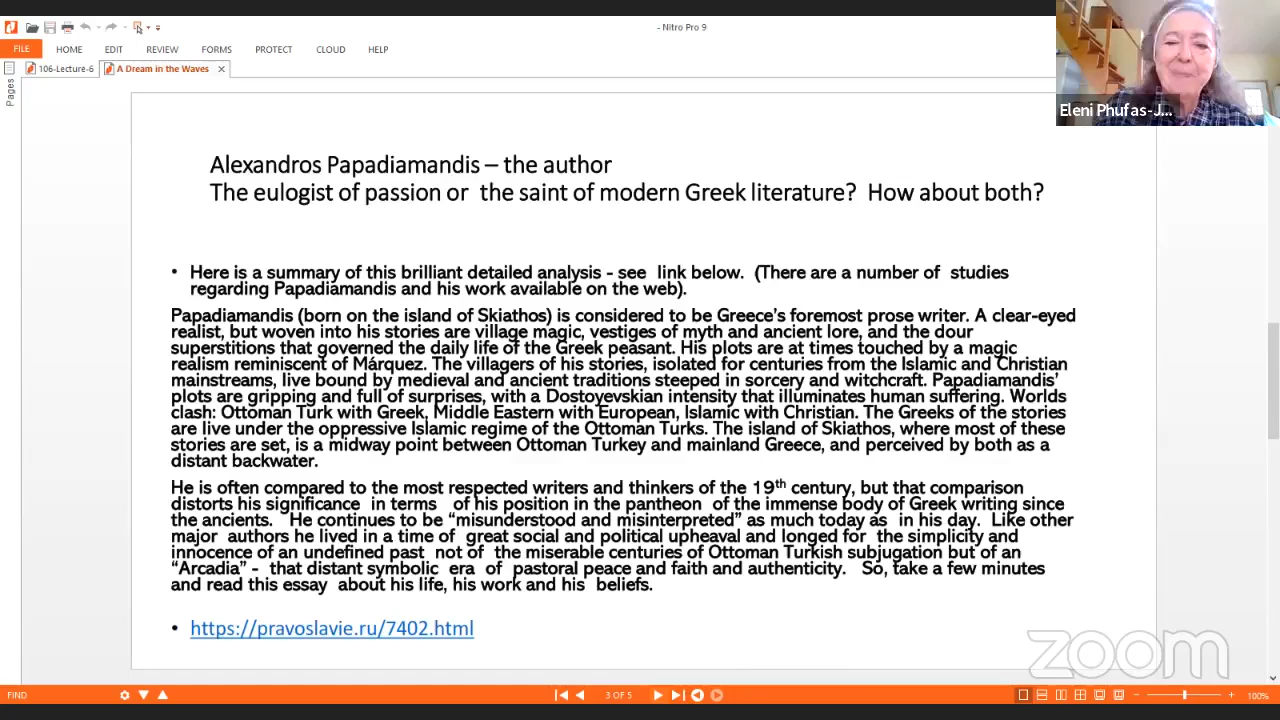 - Nitro Pro 9
FILE HOME EDIT REVIEW FORMS PROTECT CLOUD HELP
106-Lecture-6 A Dream in the Waves
Pages
Eleni Phufas-J...
Alexandros Papadiamandis – the author
The eulogist of passion or the saint of modern Greek literature? How about both?
• Here is a summary of this brilliant detailed analysis - see link below. (There are a number of studies
regarding Papadiamandis and his work available on the web).
Papadiamandis (born on the island of Skiathos) is considered to be Greece's foremost prose writer. A clear-eyed
realist, but woven into his stories are village magic, vestiges of myth and ancient lore, and the dour
superstitions that governed the daily life of the Greek peasant. His plots are at times touched by a magic
realism reminiscent of Márquez. The villagers of his stories, isolated for centuries from the Islamic and Christian
mainstreams, live bound by medieval and ancient traditions steeped in sorcery and witchcraft. Papadiamandis'
plots are gripping and full of surprises, with a Dostoyevskian intensity that illuminates human suffering. Worlds
clash: Ottoman Turk with Greek, Middle Eastern with European, Islamic with Christian. The Greeks of the stories
are live under the oppressive Islamic regime of the Ottoman Turks. The island of Skiathos, where most of these
stories are set, is a midway point between Ottoman Turkey and mainland Greece, and perceived by both as a
distant backwater.
He is often compared to the most respected writers and thinkers of the 19th century, but that comparison
distorts his significance in terms of his position in the pantheon of the immense body of Greek writing since
the ancients. He continues to be “misunderstood and misinterpreted” as much today as in his day. Like other
major authors he lived in a time of great social and political upheaval and longed for the simplicity and
innocence of an undefined past not of the miserable centuries of Ottoman Turkish subjugation but of an
“Arcadia” - that distant symbolic era of pastoral peace and faith and authenticity. So, take a few minutes
and read this essay about his life, his work and his beliefs.
• https://pravoslavie.ru/7402.html
zoom
FIND 3 OF 5 100%